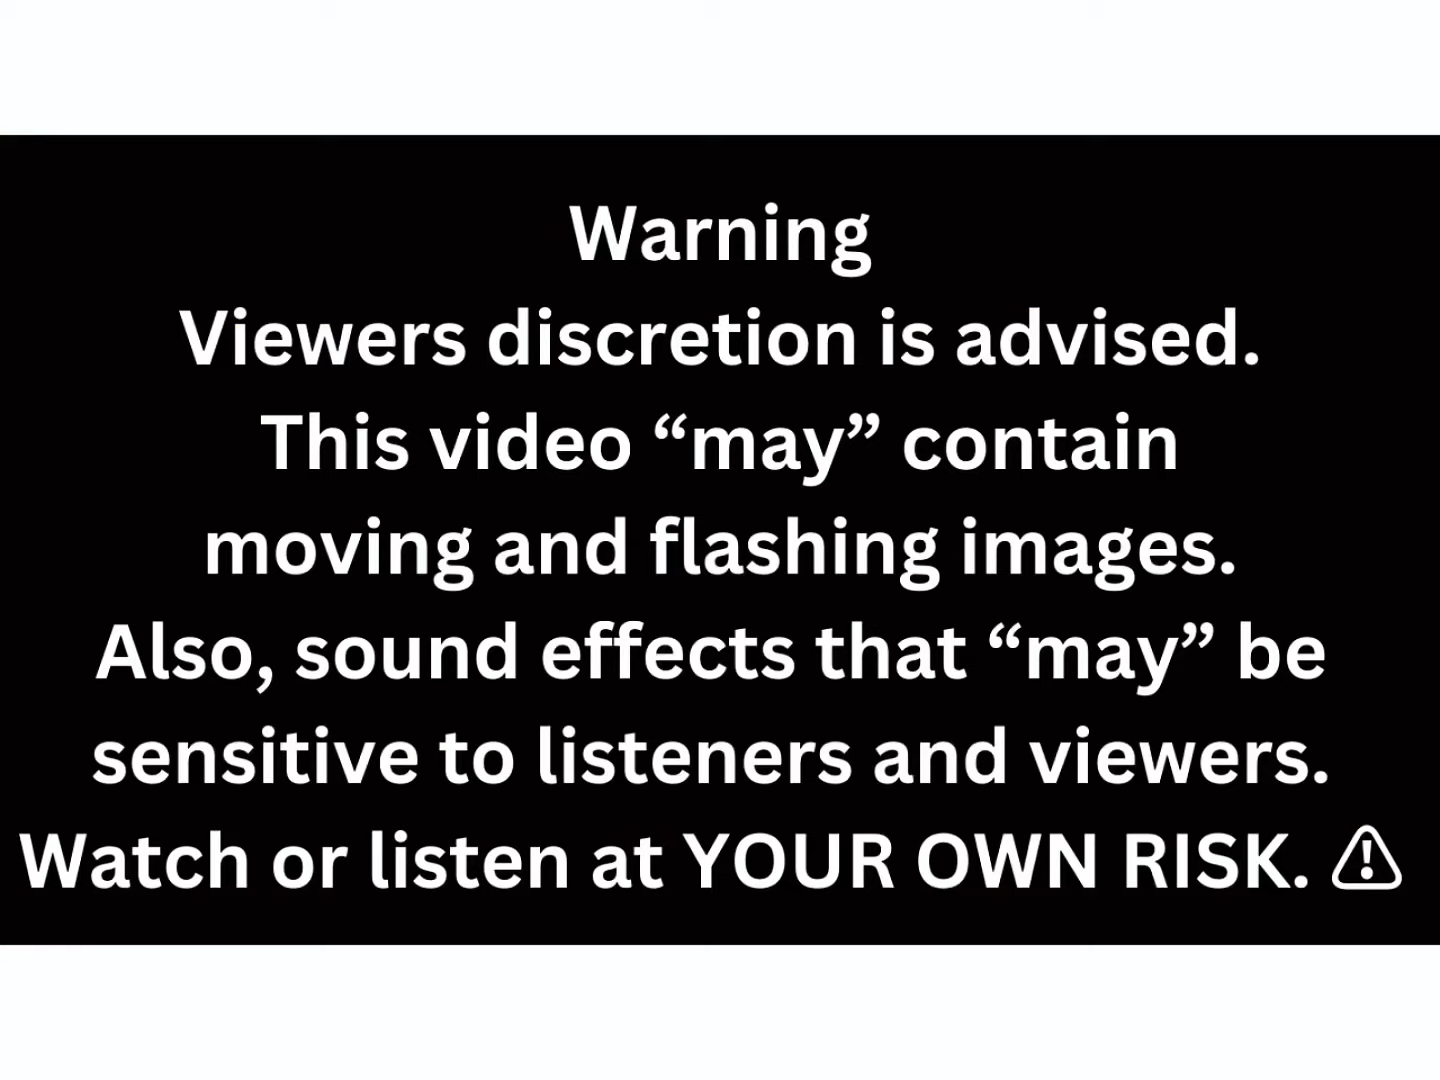 Warning
Viewers discretion is advised.
This video “may” contain
moving and flashing images.
Also, sound effects that “may” be
sensitive to listeners and viewers.
Watch or listen at YOUR OWN RISK. ⚠